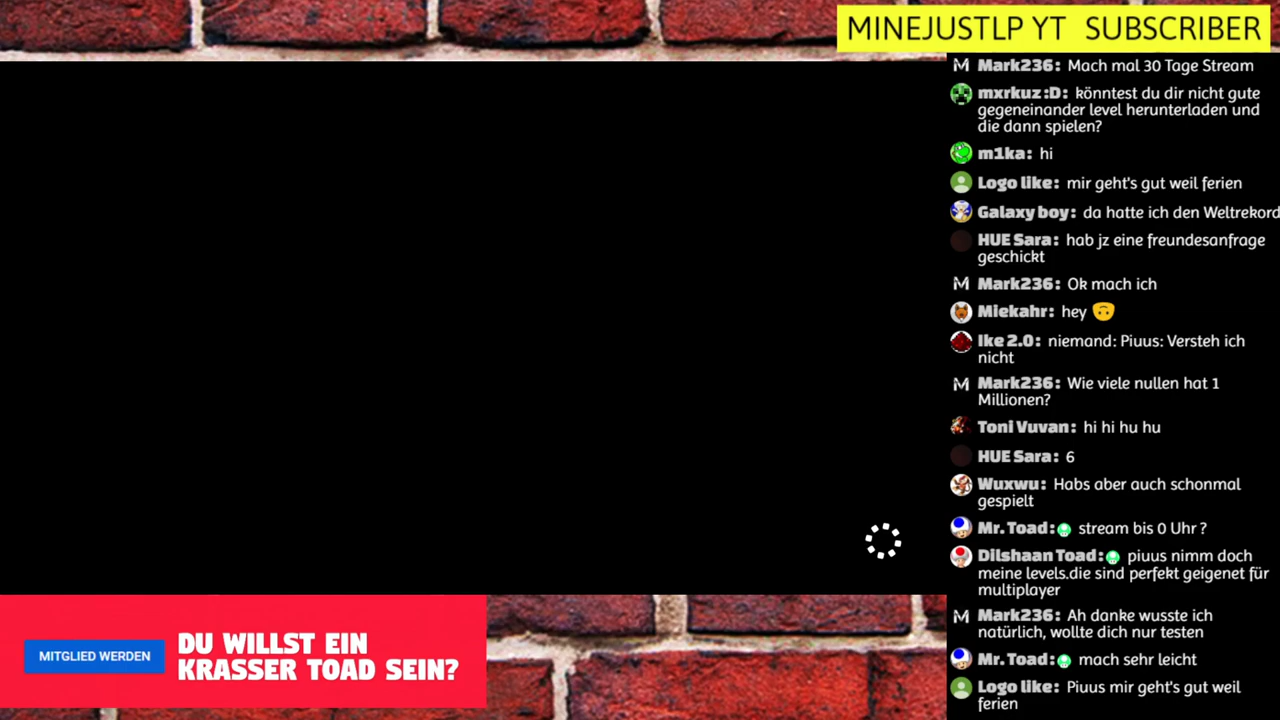 MINEJUSTLP YT SUBSCRIBER
Mark236: Mach mal 30 Tage Stream
mxrkuz :D: könntest du dir nicht gute
gegeneinander level herunterladen und
die dann spielen?
m1ka: hi
Logo like: mir geht's gut weil ferien
Galaxy boy: da hatte ich den Weltrekord
HUE Sara: hab jz eine freundesanfrage
geschickt
Mark236: Ok mach ich
Miekahr: hey 🙃
Ike 2.0: niemand: Piuus: Versteh ich
nicht
Mark236: Wie viele nullen hat 1
Millionen?
Toni Vuvan: hi hi hu hu
HUE Sara: 6
Wuxwu: Habs aber auch schonmal
gespielt
Mr. Toad: stream bis 0 Uhr ?
Dilshaan Toad: piuus nimm doch
meine levels.die sind perfekt geigenet für
multiplayer
Mark236: Ah danke wusste ich
natürlich, wollte dich nur testen
Mr. Toad: mach sehr leicht
Logo like: Piuus mir geht's gut weil
ferien
MITGLIED WERDEN
DU WILLST EIN
KRASSER TOAD SEIN?